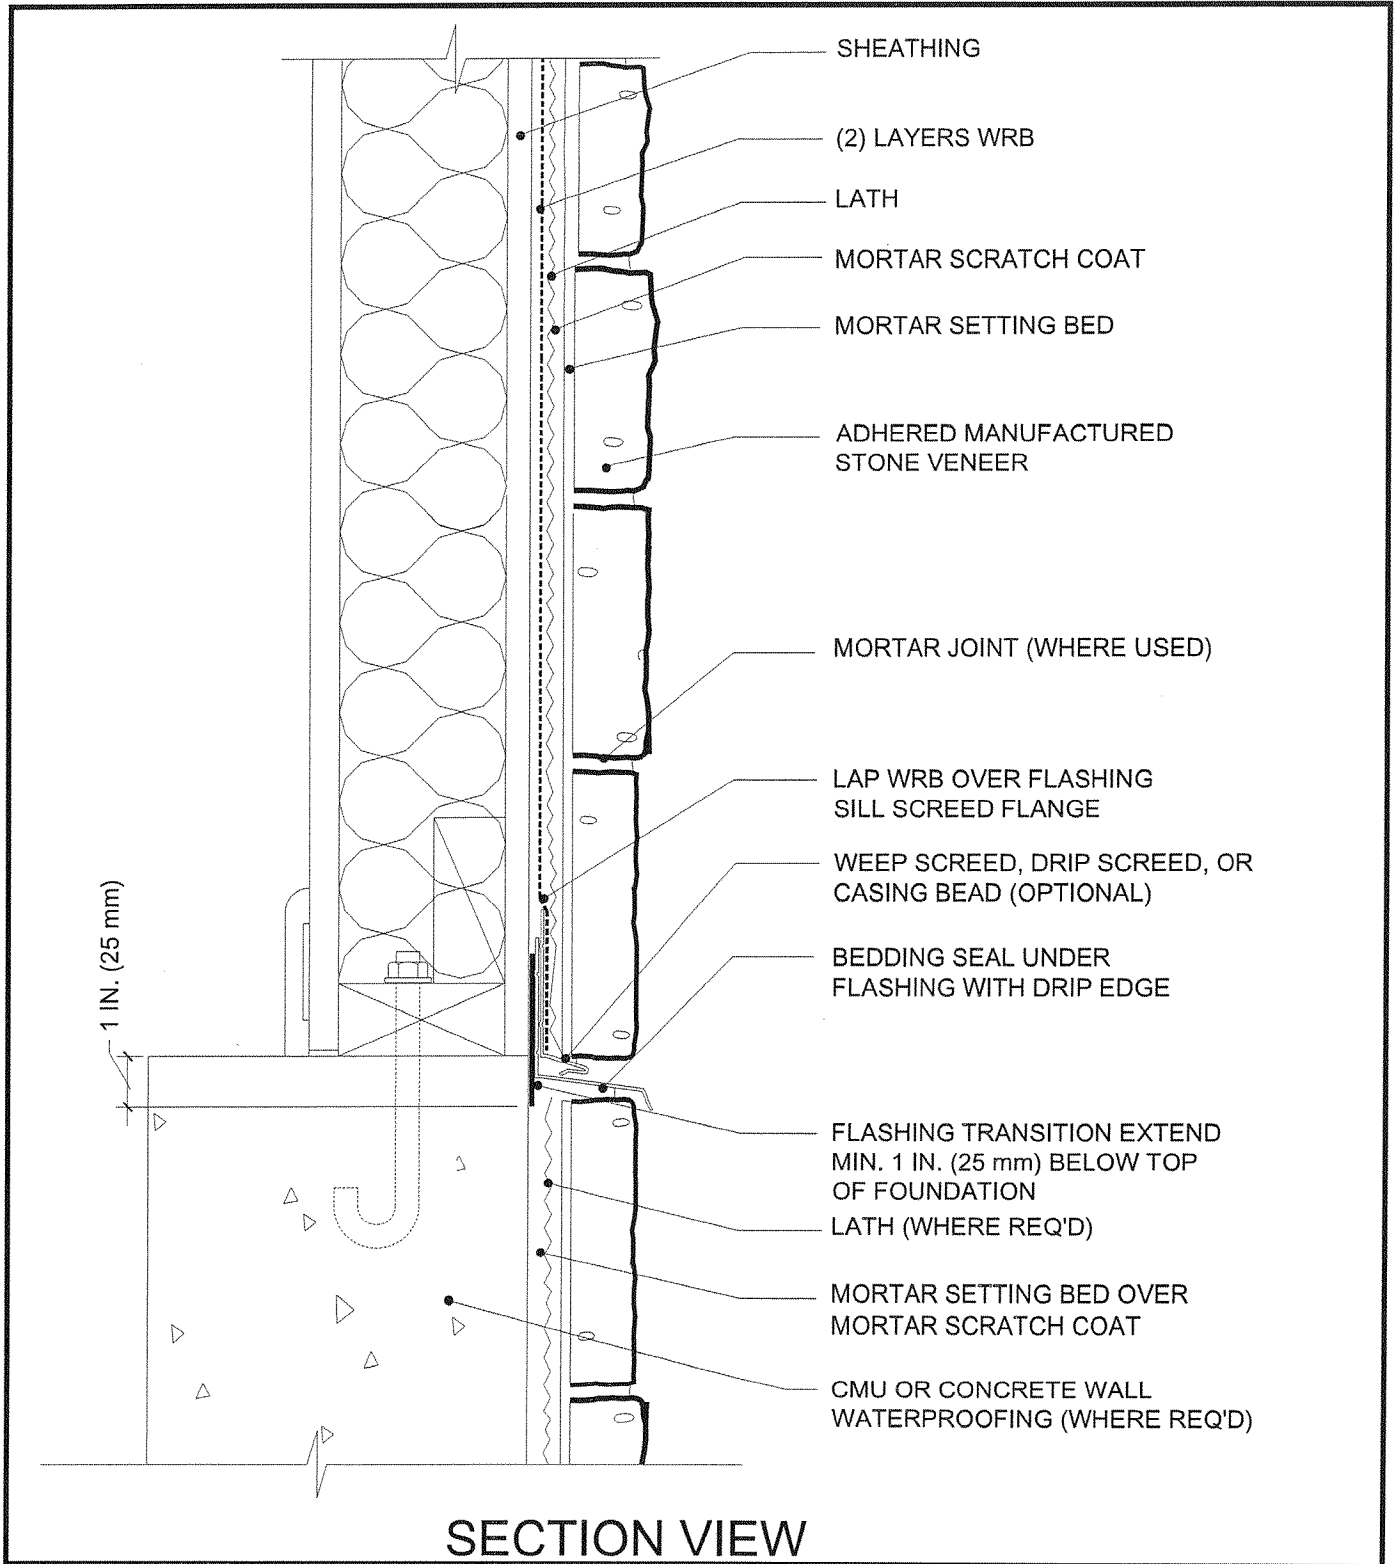 SHEATHING
(2) LAYERS WRB
LATH
MORTAR SCRATCH COAT
MORTAR SETTING BED
ADHERED MANUFACTURED
STONE VENEER
MORTAR JOINT (WHERE USED)
LAP WRB OVER FLASHING
SILL SCREED FLANGE
WEEP SCREED, DRIP SCREED, OR
CASING BEAD (OPTIONAL)
1 IN. (25 mm)
BEDDING SEAL UNDER
FLASHING WITH DRIP EDGE
FLASHING TRANSITION EXTEND
MIN. 1 IN. (25 mm) BELOW TOP
OF FOUNDATION
LATH (WHERE REQ'D)
MORTAR SETTING BED OVER
MORTAR SCRATCH COAT
CMU OR CONCRETE WALL
WATERPROOFING (WHERE REQ'D)
SECTION VIEW